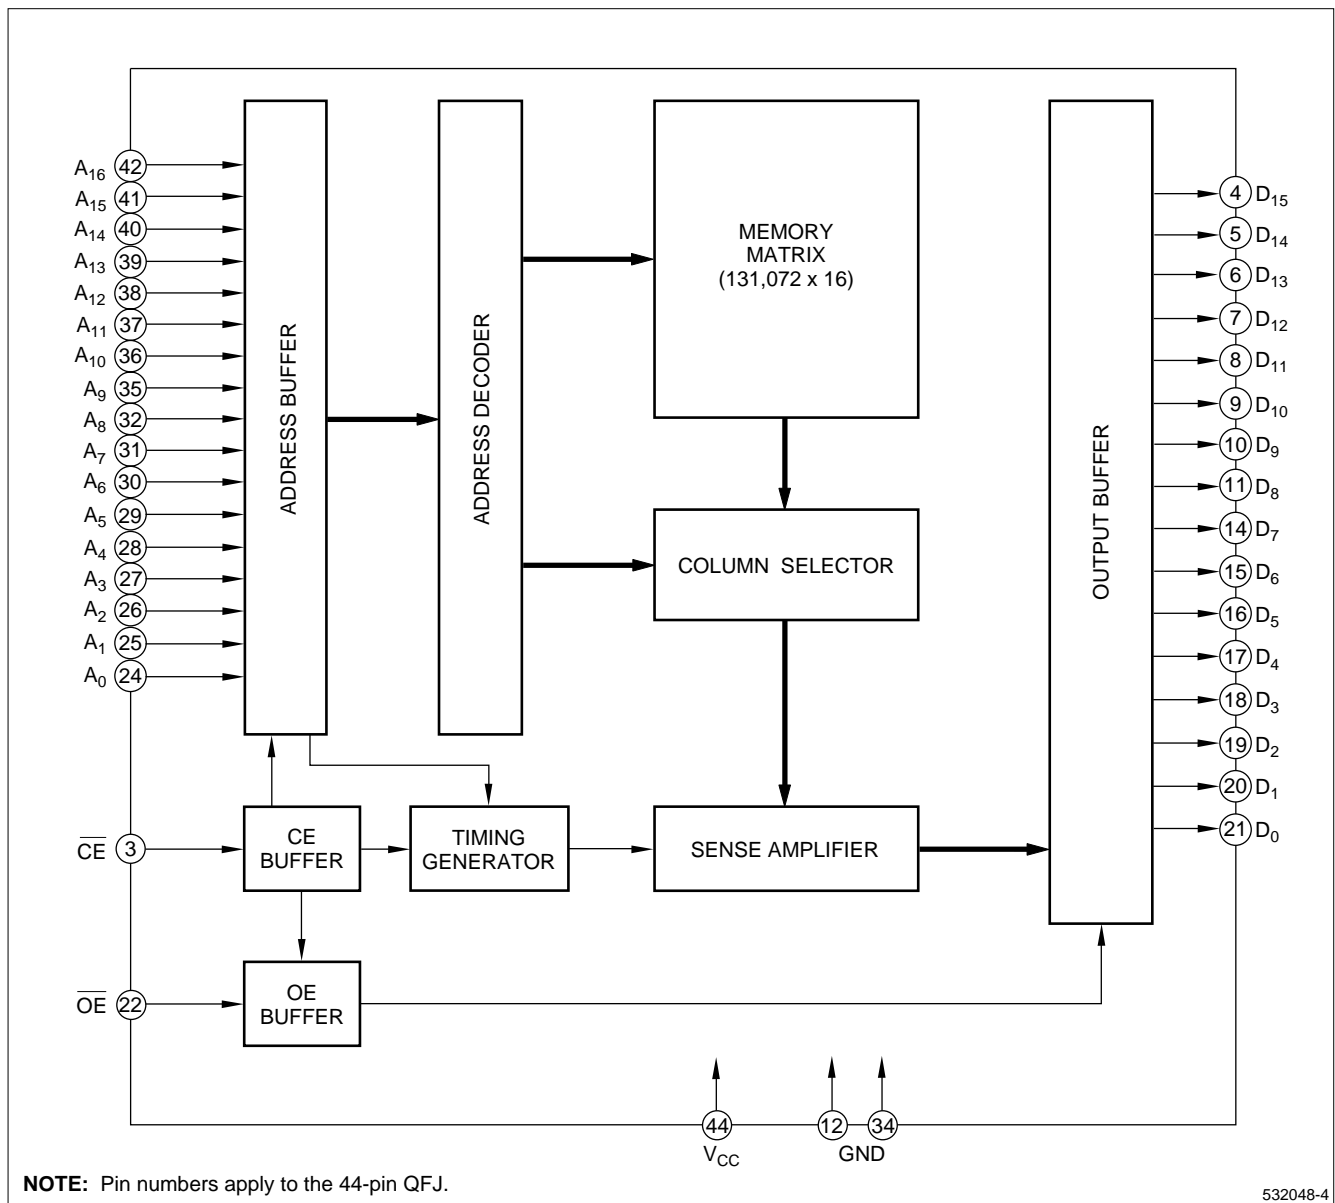 A16 42
A15 41
A14 40
A13 39
A12 38
A11 37
A10 36
A9 35
A8 32
A7 31
A6 30
A5 29
A4 28
A3 27
A2 26
A1 25
A0 24
CE 3
OE 22
ADDRESS BUFFER
ADDRESS DECODER
MEMORY
MATRIX
(131,072 x 16)
COLUMN SELECTOR
SENSE AMPLIFIER
CE
BUFFER
TIMING
GENERATOR
OE
BUFFER
OUTPUT BUFFER
4 D15
5 D14
6 D13
7 D12
8 D11
9 D10
10 D9
11 D8
14 D7
15 D6
16 D5
17 D4
18 D3
19 D2
20 D1
21 D0
44 12 34
VCC GND
NOTE: Pin numbers apply to the 44-pin QFJ.
532048-4